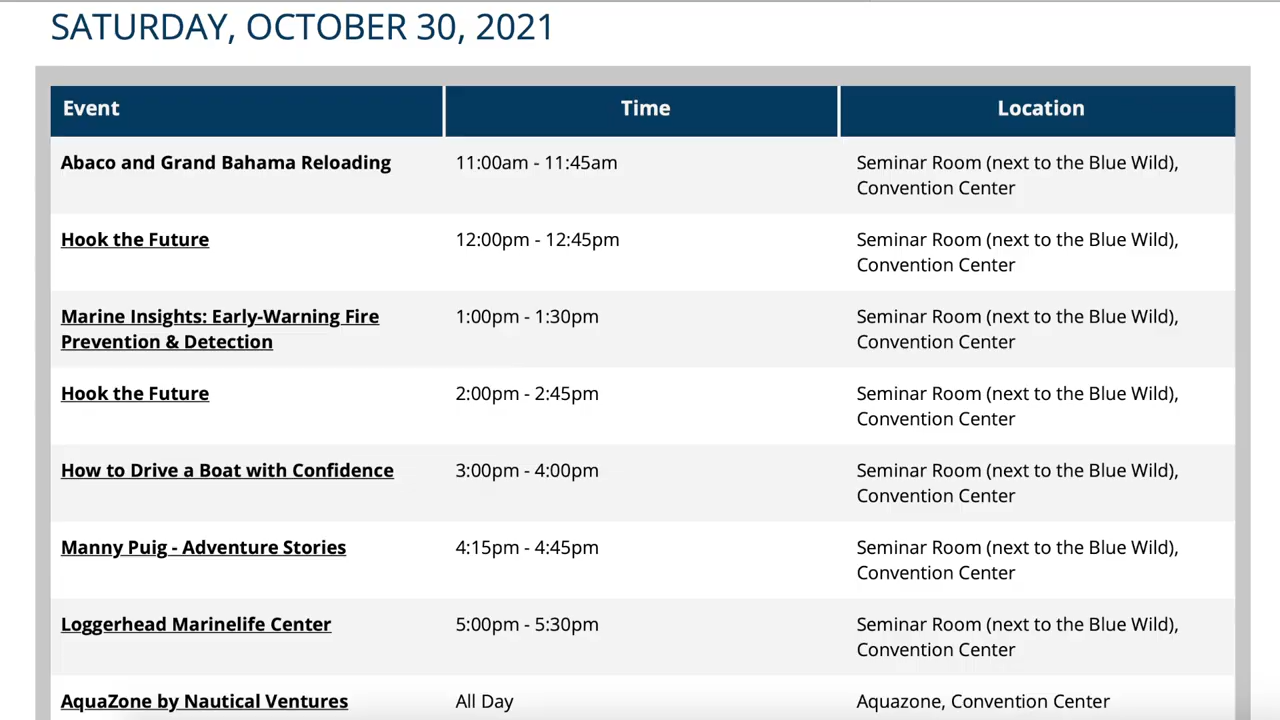 SATURDAY, OCTOBER 30, 2021
Event Time Location
Abaco and Grand Bahama Reloading 11:00am - 11:45am Seminar Room (next to the Blue Wild),
Convention Center
Hook the Future 12:00pm - 12:45pm Seminar Room (next to the Blue Wild),
Convention Center
Marine Insights: Early-Warning Fire 1:00pm - 1:30pm Seminar Room (next to the Blue Wild),
Prevention & Detection Convention Center
Hook the Future 2:00pm - 2:45pm Seminar Room (next to the Blue Wild),
Convention Center
How to Drive a Boat with Confidence 3:00pm - 4:00pm Seminar Room (next to the Blue Wild),
Convention Center
Manny Puig - Adventure Stories 4:15pm - 4:45pm Seminar Room (next to the Blue Wild),
Convention Center
Loggerhead Marinelife Center 5:00pm - 5:30pm Seminar Room (next to the Blue Wild),
Convention Center
AquaZone by Nautical Ventures All Day Aquazone, Convention Center